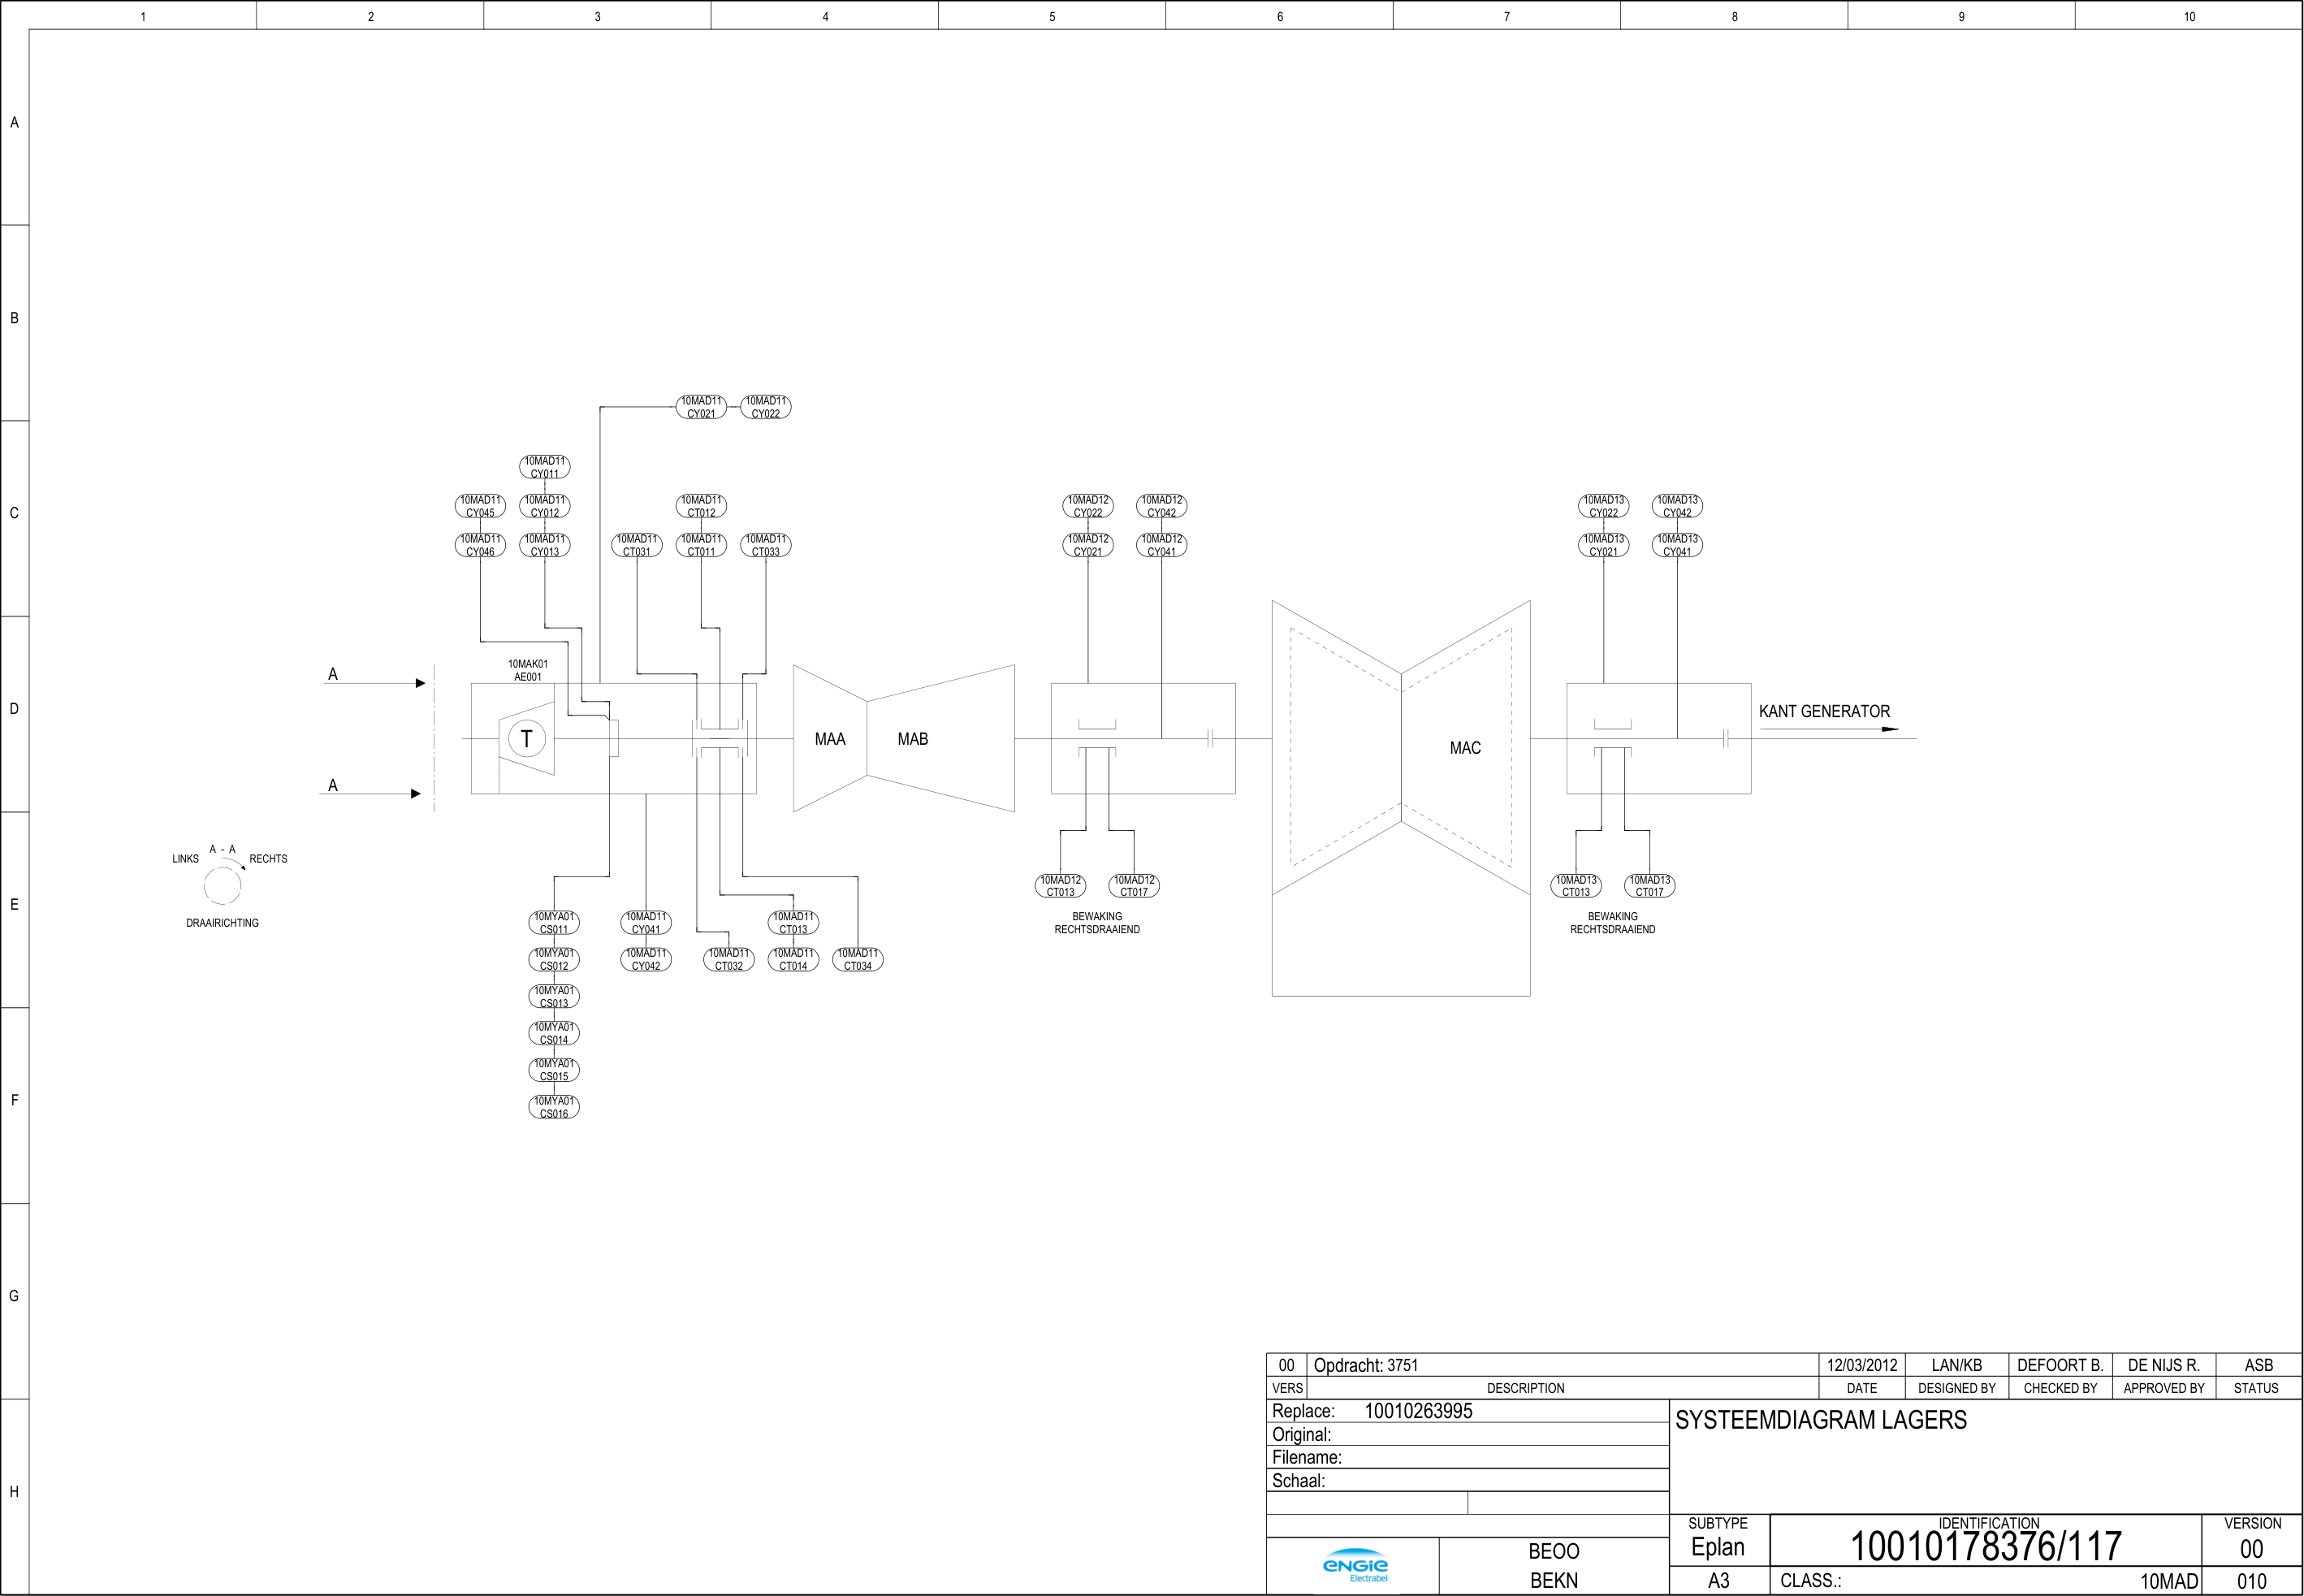 1 2 3 4 5 6 7 8 9 10
A
B
C
D
E
F
G
H
10MAD11
CY021
10MAD11
CY022
10MAD11
CY011
10MAD11
CY045
10MAD11
CY012
10MAD11
CT012
10MAD12
CY022
10MAD12
CY042
10MAD13
CY022
10MAD13
CY042
10MAD11
CY046
10MAD11
CY013
10MAD11
CT031
10MAD11
CT011
10MAD11
CT033
10MAD12
CY021
10MAD12
CY041
10MAD13
CY021
10MAD13
CY041
10MAK01
AE001
A
T
MAA
MAB
MAC
KANT GENERATOR
A
A - A
LINKS
RECHTS
DRAAIRICHTING
10MAD12
CT013
10MAD12
CT017
BEWAKING
RECHTSDRAAIEND
10MAD13
CT013
10MAD13
CT017
BEWAKING
RECHTSDRAAIEND
10MYA01
CS011
10MAD11
CY041
10MAD11
CT013
10MYA01
CS012
10MAD11
CY042
10MAD11
CT032
10MAD11
CT014
10MAD11
CT034
10MYA01
CS013
10MYA01
CS014
10MYA01
CS015
10MYA01
CS016
00 Opdracht: 3751 12/03/2012 LAN/KB DEFOORT B. DE NIJS R. ASB
VERS DESCRIPTION DATE DESIGNED BY CHECKED BY APPROVED BY STATUS
Replace: 10010263995
Original:
Filename:
Schaal:
SYSTEEMDIAGRAM LAGERS
ENGIE
Electrabel
BEOO
BEKN
SUBTYPE
Eplan
A3
IDENTIFICATION
10010178376/117
CLASS.: 10MAD
VERSION
00
010